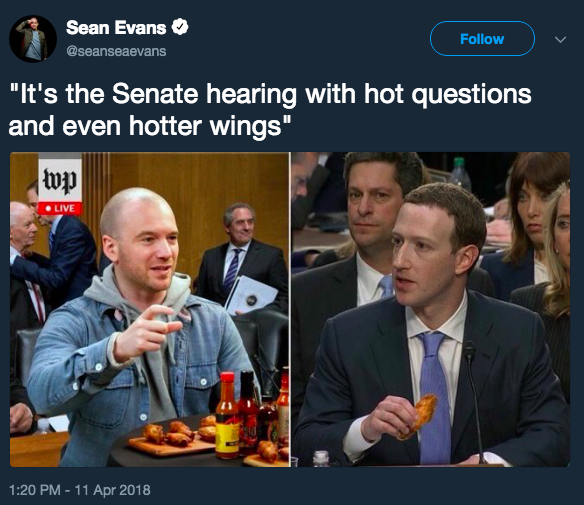 Sean Evans
@seanseaevans
Follow
"It's the Senate hearing with hot questions
and even hotter wings"
wp
LIVE
1:20 PM - 11 Apr 2018